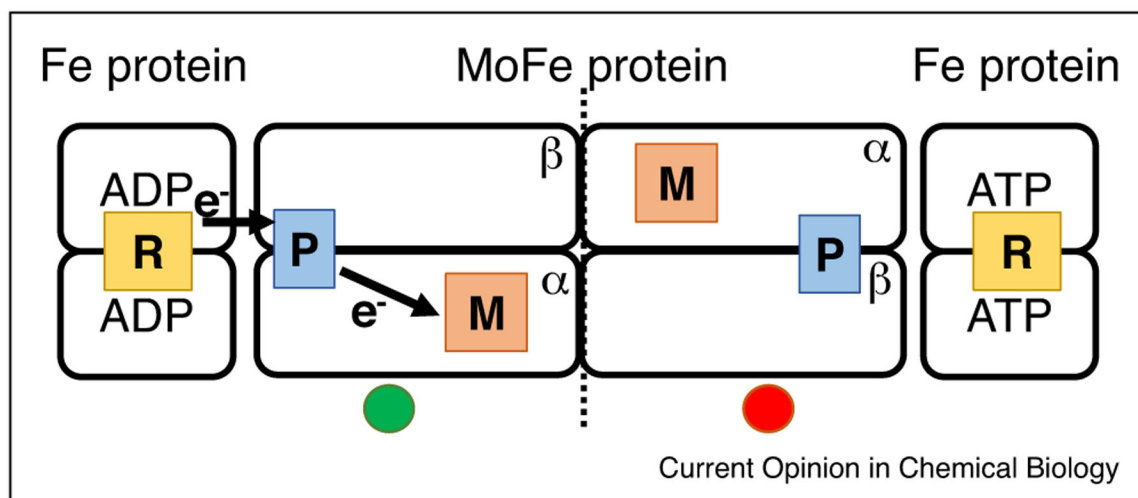 Fe protein MoFe protein Fe protein
β α
ADP e⁻ M ATP
R P P R
e⁻ M α β
ADP ATP
Current Opinion in Chemical Biology